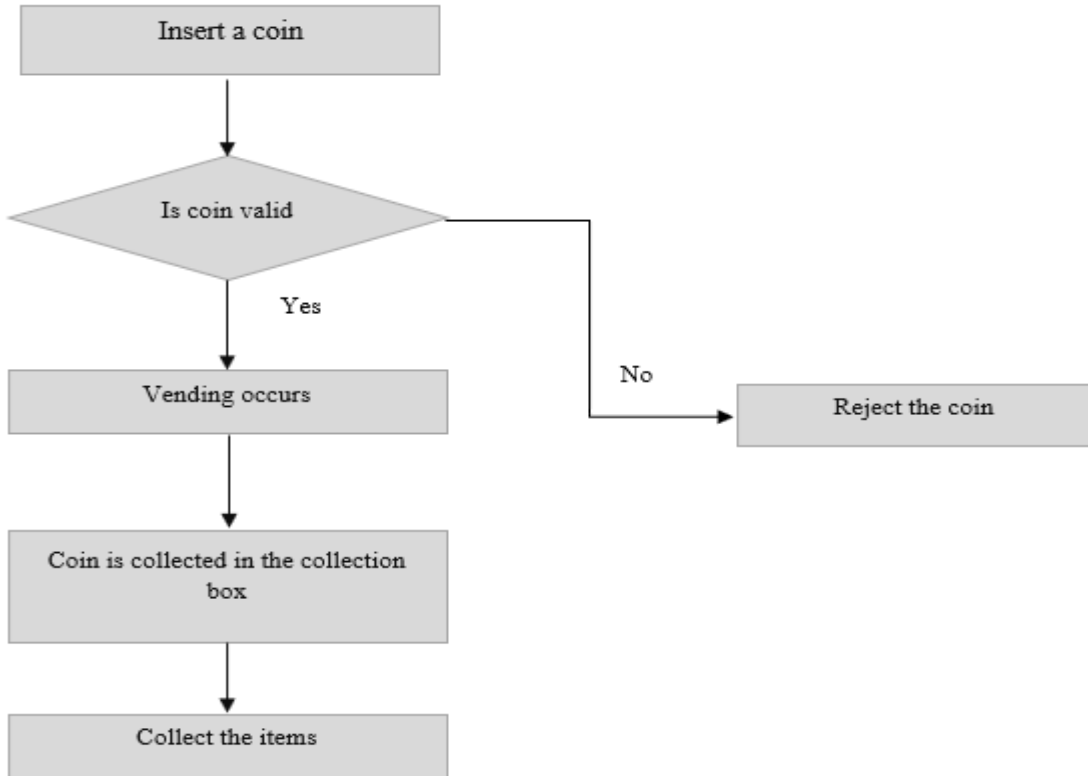 Insert a coin
Is coin valid
Yes
Vending occurs
No
Reject the coin
Coin is collected in the collection
box
Collect the items